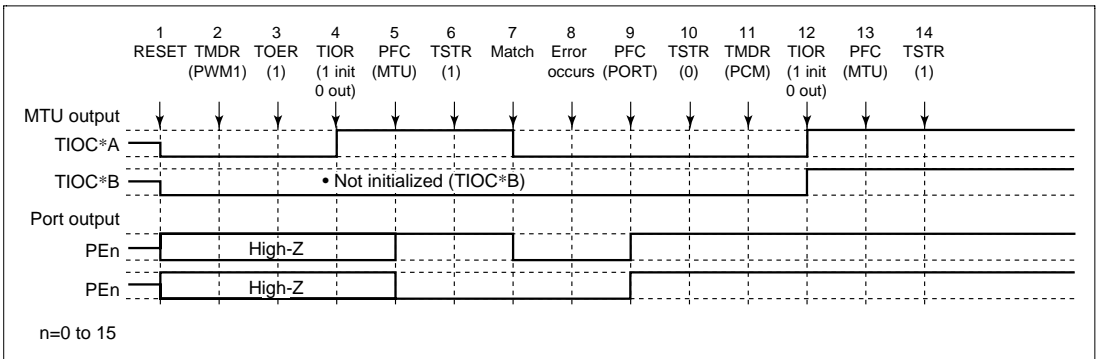 1 2 3 4 5 6 7 8 9 10 11 12 13 14
RESET TMDR TOER TIOR PFC TSTR Match Error PFC TSTR TMDR TIOR PFC TSTR
(PWM1) (1) (1 init (MTU) (1) occurs (PORT) (0) (PCM) (1 init (MTU) (1)
0 out) 0 out)
MTU output
TIOC*A
TIOC*B • Not initialized (TIOC*B)
Port output
PEn High-Z
PEn High-Z
n=0 to 15